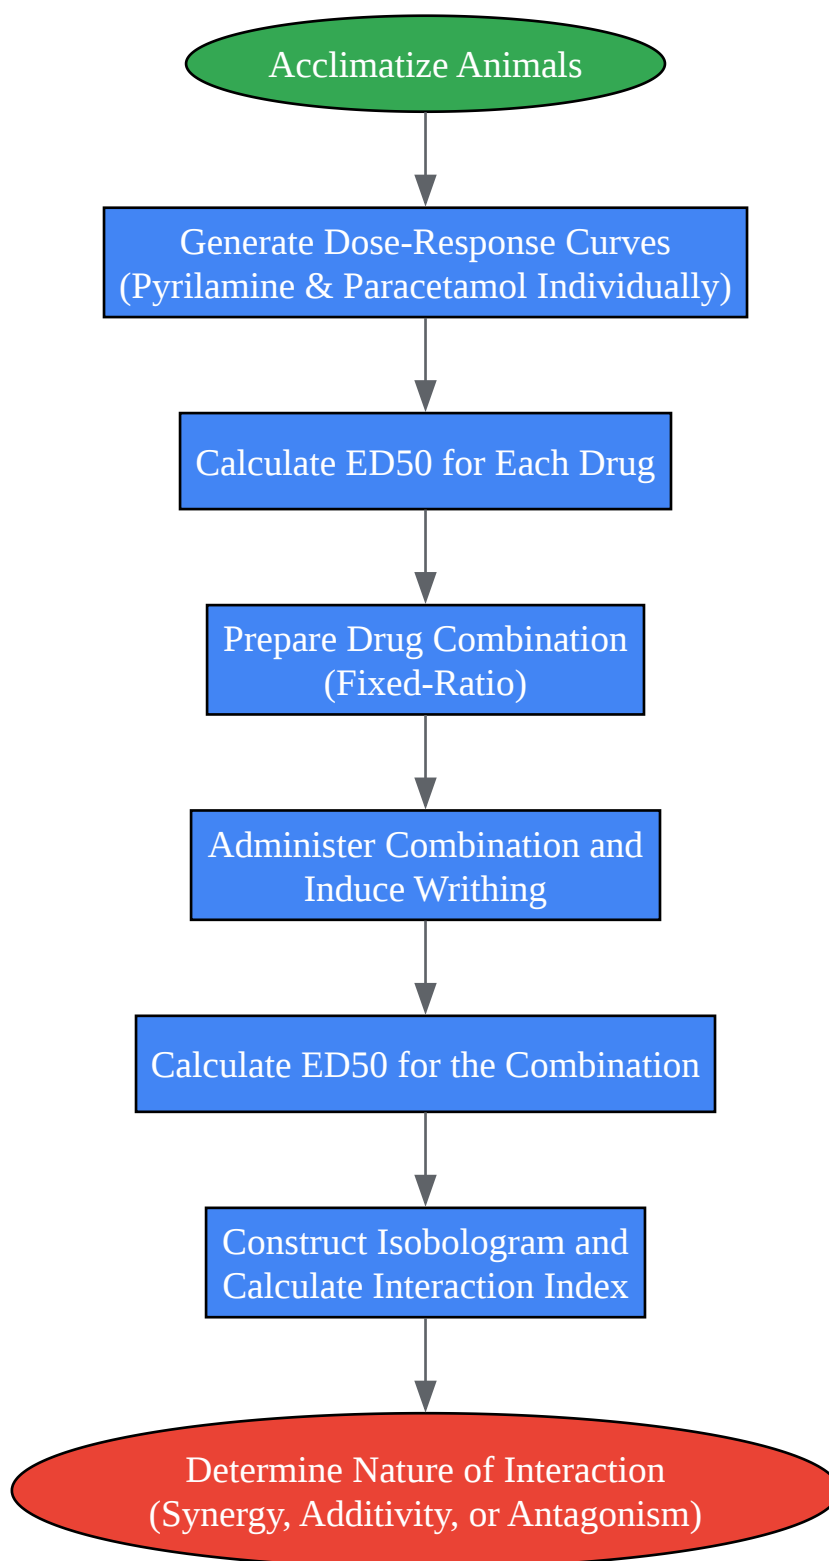 Acclimatize Animals
Generate Dose-Response Curves
(Pyrilamine & Paracetamol Individually)
Calculate ED50 for Each Drug
Prepare Drug Combination
(Fixed-Ratio)
Administer Combination and
Induce Writhing
Calculate ED50 for the Combination
Construct Isobologram and
Calculate Interaction Index
Determine Nature of Interaction
(Synergy, Additivity, or Antagonism)